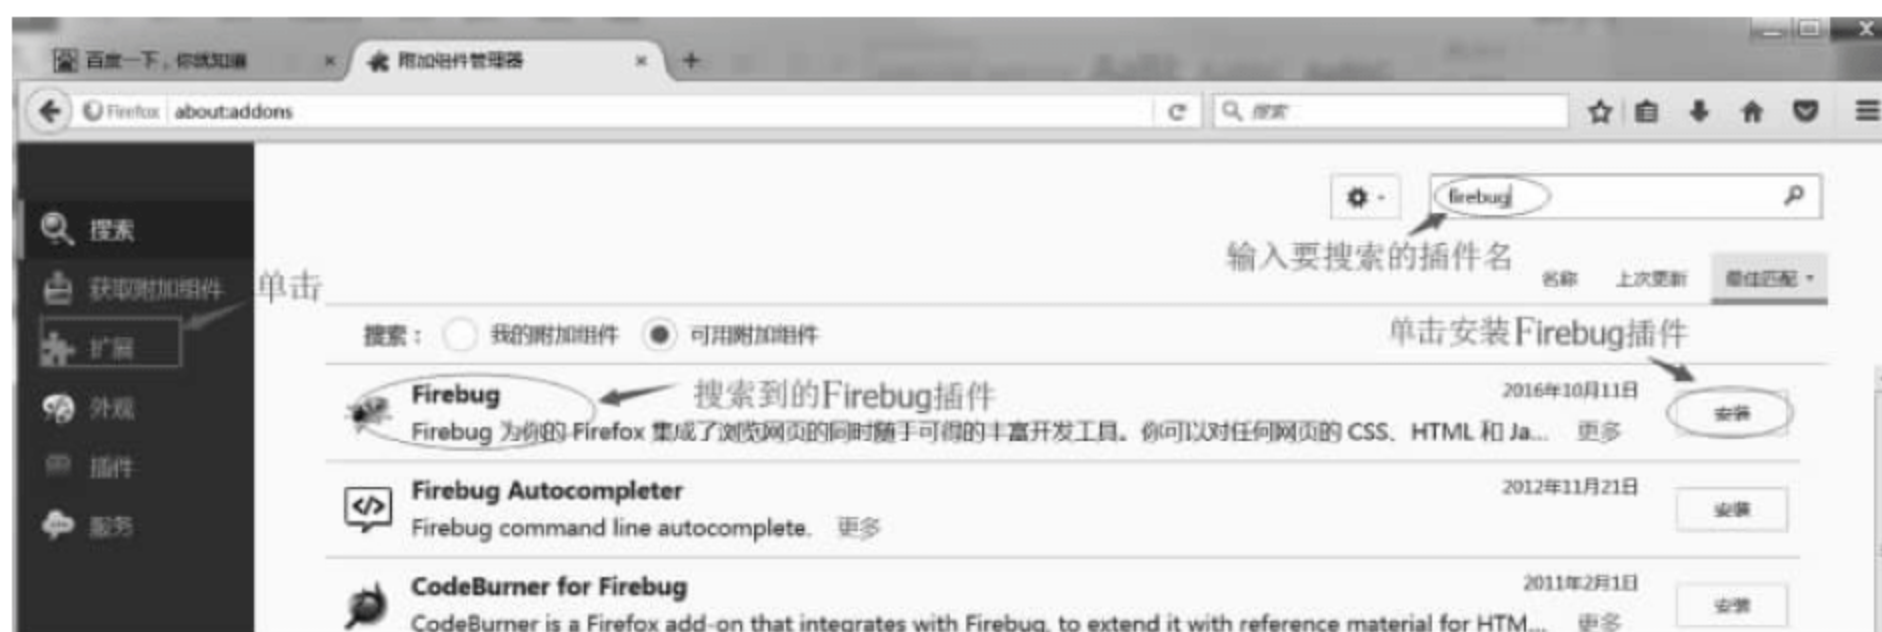 百度一下，你就知道
附加组件管理器
Firefox about:addons
搜索
firebug
输入要搜索的插件名
搜索
获取附加组件
单击
扩展
外观
插件
服务
名称 上次更新 最佳匹配
搜索： 我的附加组件 可用附加组件
单击安装Firebug插件
Firebug
搜索到的Firebug插件
2016年10月11日
安装
Firebug 为你的 Firefox 集成了浏览网页的同时随手可得的丰富开发工具。你可以对任何网页的 CSS、HTML 和 Ja... 更多
Firebug Autocompleter
2012年11月21日
安装
Firebug command line autocomplete. 更多
CodeBurner for Firebug
2011年2月1日
安装
CodeBurner is a Firefox add-on that integrates with Firebug, to extend it with reference material for HTM... 更多